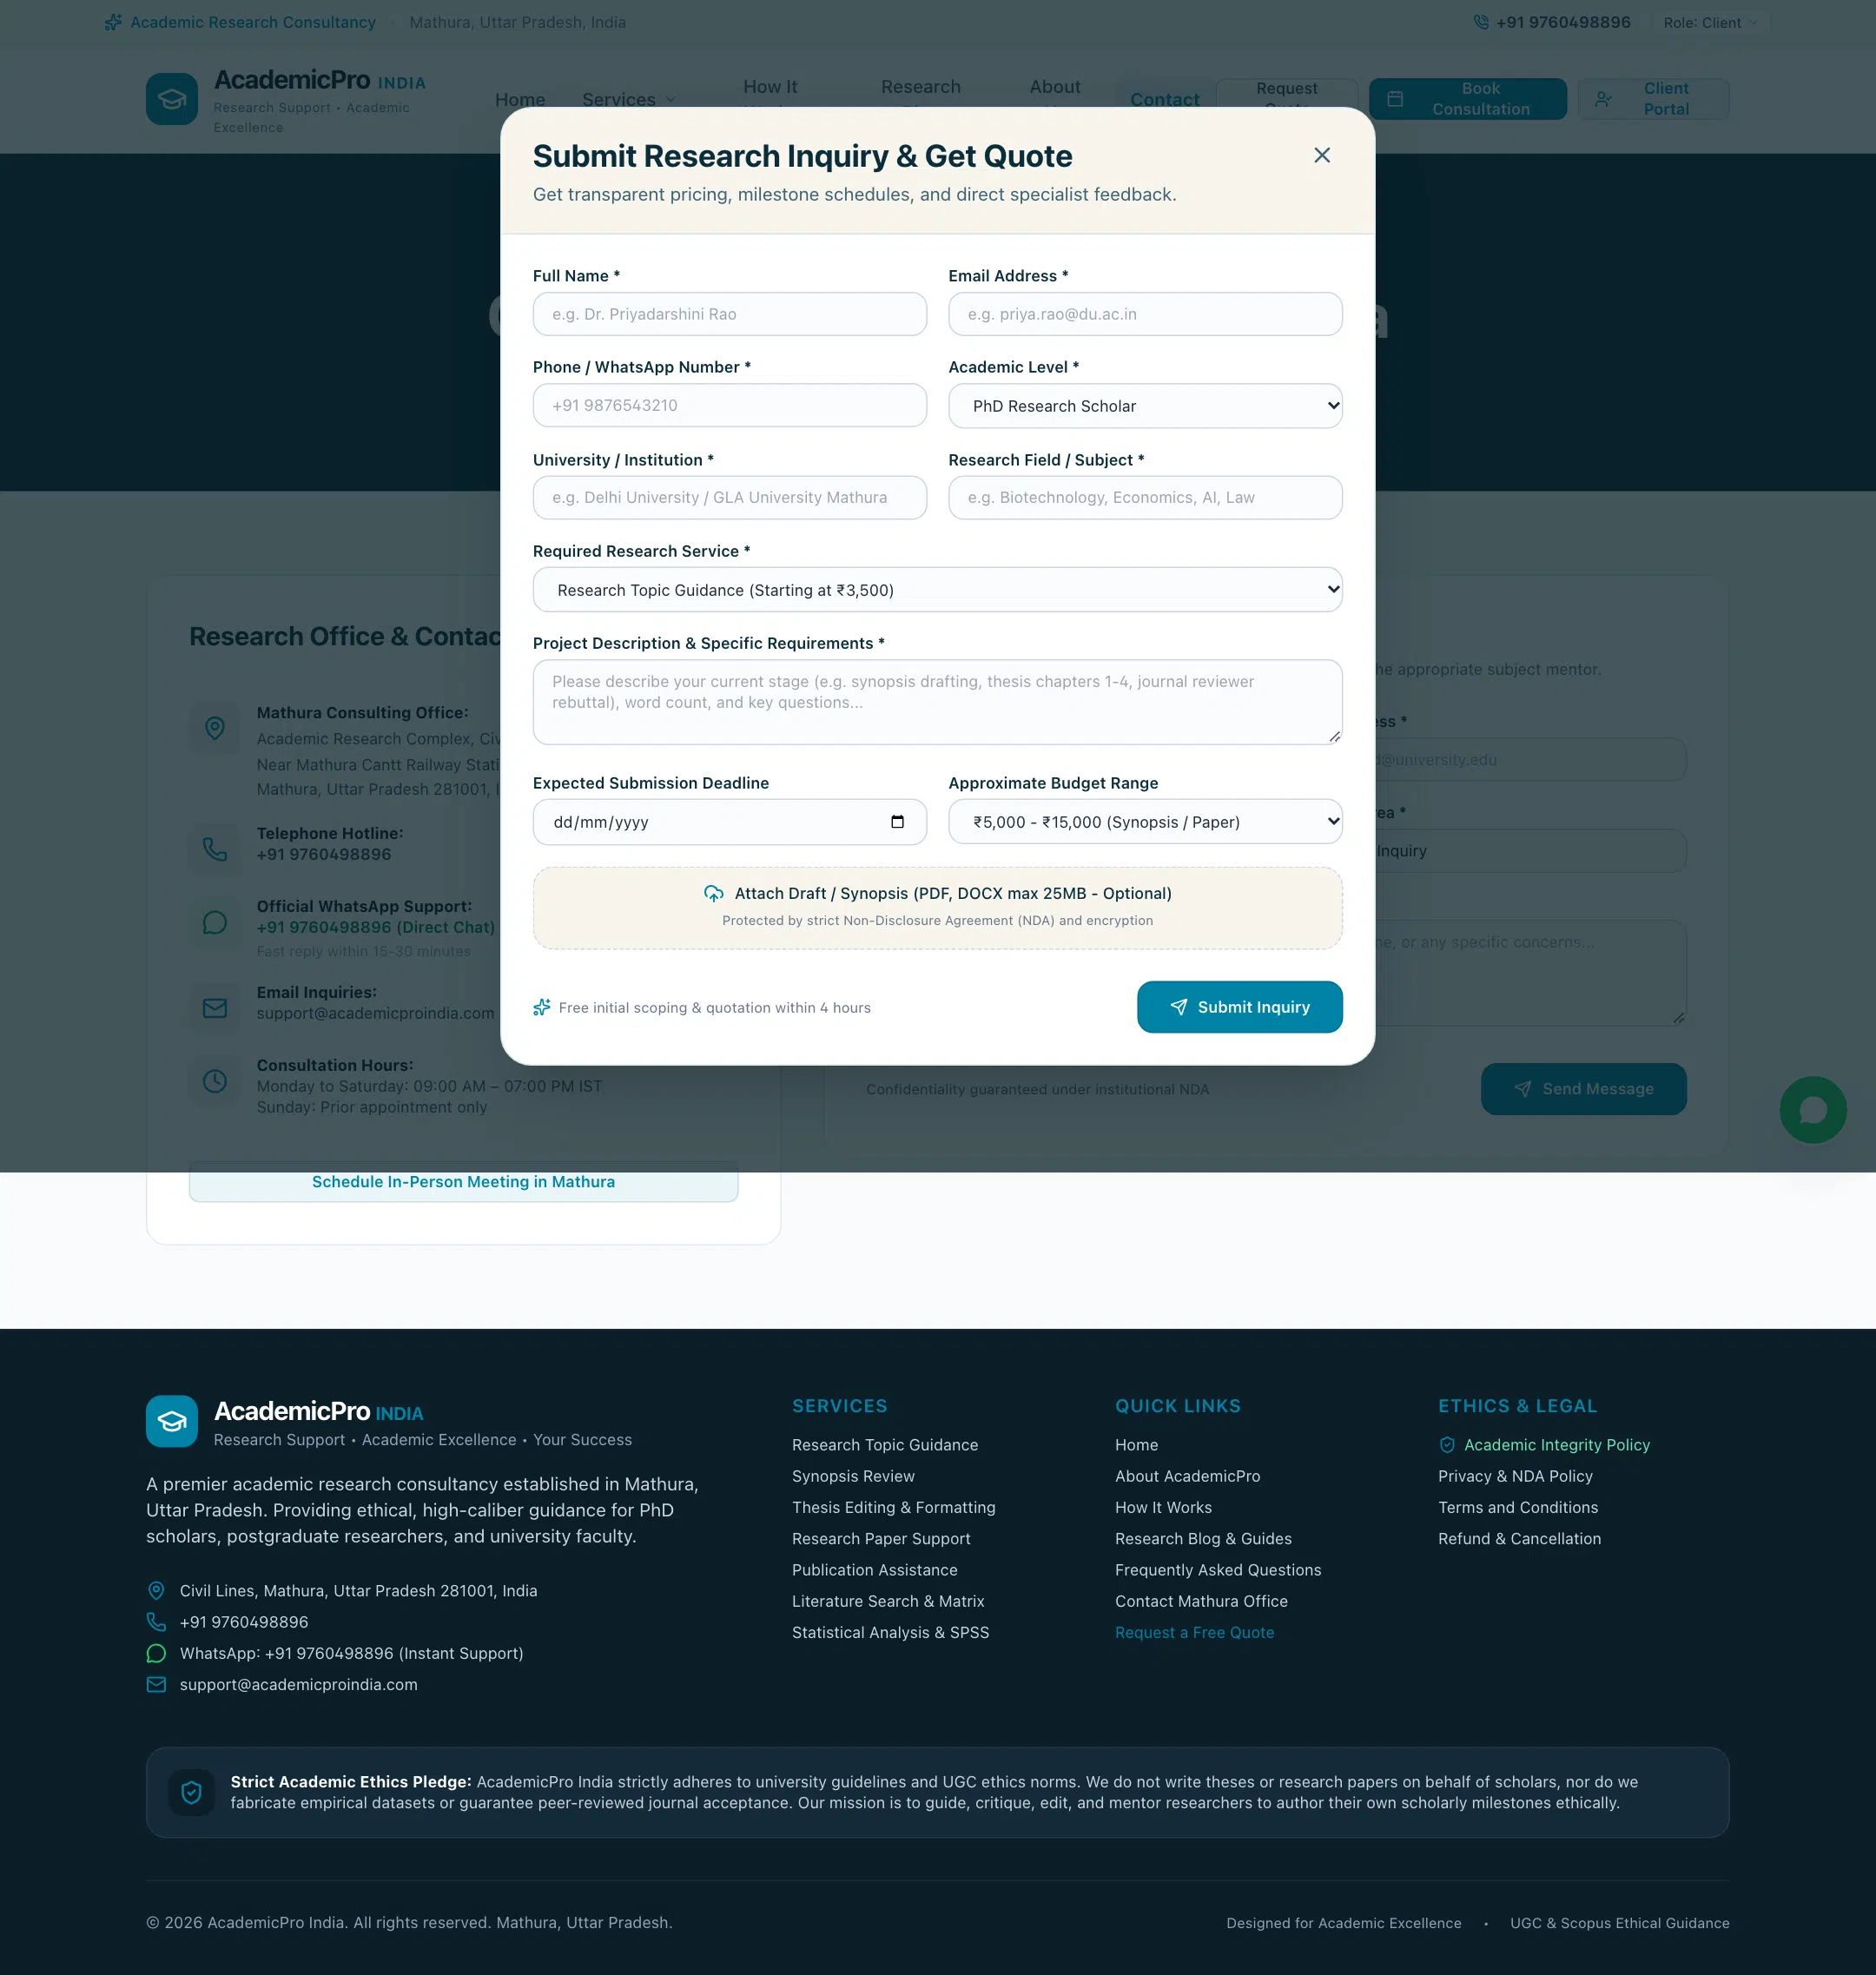 Academic Research Consultancy
Mathura, Uttar Pradesh, India
+91 9760498896
Role: Client
AcademicPro INDIA
Research Support • Academic
Excellence
Home
Services
How It
Research
About
Contact
Request
Book
Consultation
Client
Portal
Submit Research Inquiry & Get Quote
Get transparent pricing, milestone schedules, and direct specialist feedback.
Full Name *
Email Address *
e.g. Dr. Priyadarshini Rao
e.g. priya.rao@du.ac.in
Phone / WhatsApp Number *
Academic Level *
+91 9876543210
PhD Research Scholar
University / Institution *
Research Field / Subject *
e.g. Delhi University / GLA University Mathura
e.g. Biotechnology, Economics, AI, Law
Required Research Service *
Research Topic Guidance (Starting at ₹3,500)
Project Description & Specific Requirements *
Please describe your current stage (e.g. synopsis drafting, thesis chapters 1-4, journal reviewer
rebuttal), word count, and key questions...
Expected Submission Deadline
Approximate Budget Range
dd/mm/yyyy
₹5,000 - ₹15,000 (Synopsis / Paper)
Attach Draft / Synopsis (PDF, DOCX max 25MB - Optional)
Protected by strict Non-Disclosure Agreement (NDA) and encryption
Free initial scoping & quotation within 4 hours
Submit Inquiry
Research Office &
Mathura Consulting Office:
Academic Research Complex,
Near Mathura Cantt Railway
Mathura, Uttar Pradesh 281001,
Telephone Hotline:
+91 9760498896
Official WhatsApp Support:
+91 9760498896 (Direct Chat)
Fast reply within 15-30 minutes
Email Inquiries:
support@academicproindia.com
Consultation Hours:
Monday to Saturday: 09:00 AM – 07:00 PM IST
Sunday: Prior appointment only
Schedule In-Person Meeting in Mathura
the appropriate subject mentor.
@university.edu
Inquiry
or any specific concerns...
Confidentiality guaranteed under institutional NDA
Send Message
AcademicPro INDIA
Research Support • Academic Excellence • Your Success
A premier academic research consultancy established in Mathura,
Uttar Pradesh. Providing ethical, high-caliber guidance for PhD
scholars, postgraduate researchers, and university faculty.
Civil Lines, Mathura, Uttar Pradesh 281001, India
+91 9760498896
WhatsApp: +91 9760498896 (Instant Support)
support@academicproindia.com
SERVICES
Research Topic Guidance
Synopsis Review
Thesis Editing & Formatting
Research Paper Support
Publication Assistance
Literature Search & Matrix
Statistical Analysis & SPSS
QUICK LINKS
Home
About AcademicPro
How It Works
Research Blog & Guides
Frequently Asked Questions
Contact Mathura Office
Request a Free Quote
ETHICS & LEGAL
Academic Integrity Policy
Privacy & NDA Policy
Terms and Conditions
Refund & Cancellation
Strict Academic Ethics Pledge: AcademicPro India strictly adheres to university guidelines and UGC ethics norms. We do not write theses or research papers on behalf of scholars, nor do we
fabricate empirical datasets or guarantee peer-reviewed journal acceptance. Our mission is to guide, critique, edit, and mentor researchers to author their own scholarly milestones ethically.
© 2026 AcademicPro India. All rights reserved. Mathura, Uttar Pradesh.
Designed for Academic Excellence • UGC & Scopus Ethical Guidance